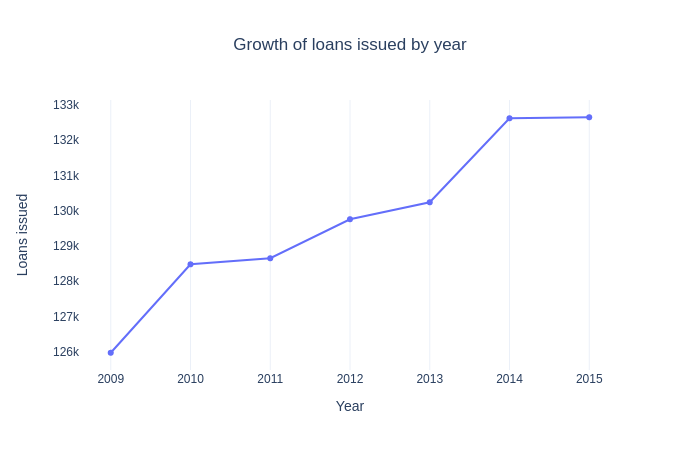 Growth of loans issued by year
133k
132k
131k
130k
129k
128k
127k
126k
Loans issued
2009 2010 2011 2012 2013 2014 2015
Year